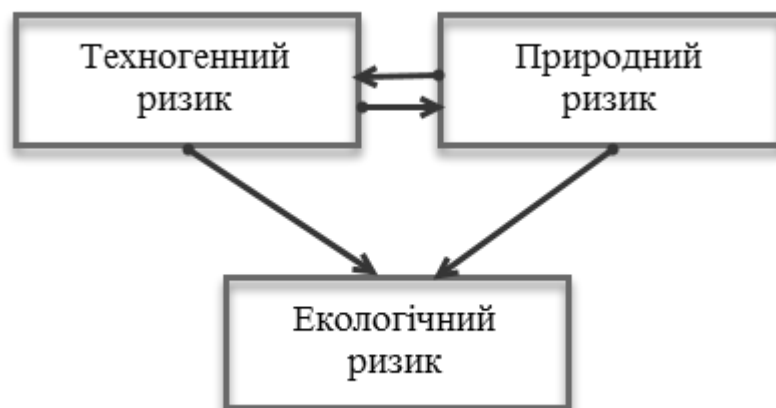 Техногенний
ризик
Природний
ризик
Екологічний
ризик